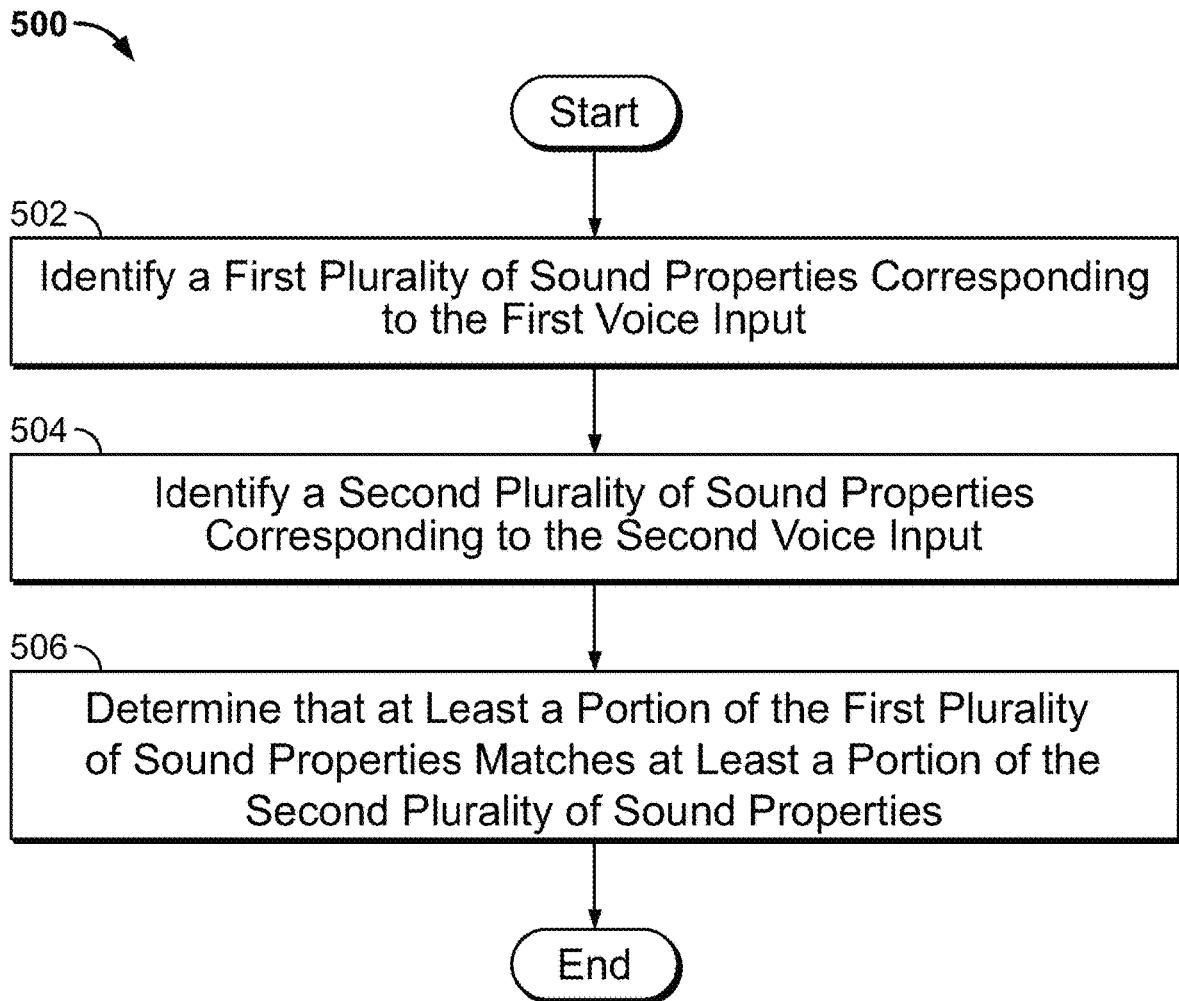 500
Start
502
Identify a First Plurality of Sound Properties Corresponding
to the First Voice Input
504
Identify a Second Plurality of Sound Properties
Corresponding to the Second Voice Input
506
Determine that at Least a Portion of the First Plurality
of Sound Properties Matches at Least a Portion of the
Second Plurality of Sound Properties
End